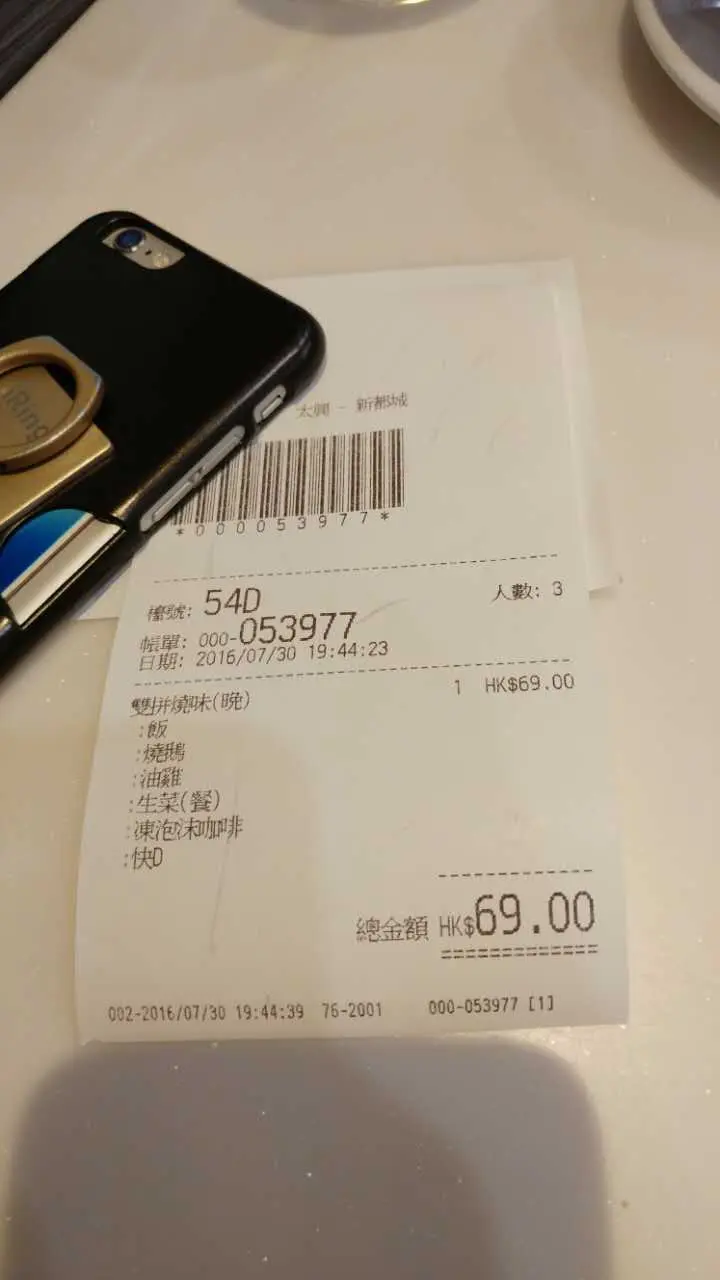 iRing
太興 - 新都城
*000053977*
檯號: 54D
人數: 3
帳單: 000-053977
日期: 2016/07/30 19:44:23
雙拼燒味(晚) 1 HK$69.00
:飯
:燒鵝
:油雞
:生菜(餐)
:凍泡沫咖啡
:快D
總金額 HK$69.00
002-2016/07/30 19:44:39 76-2001 000-053977 [1]